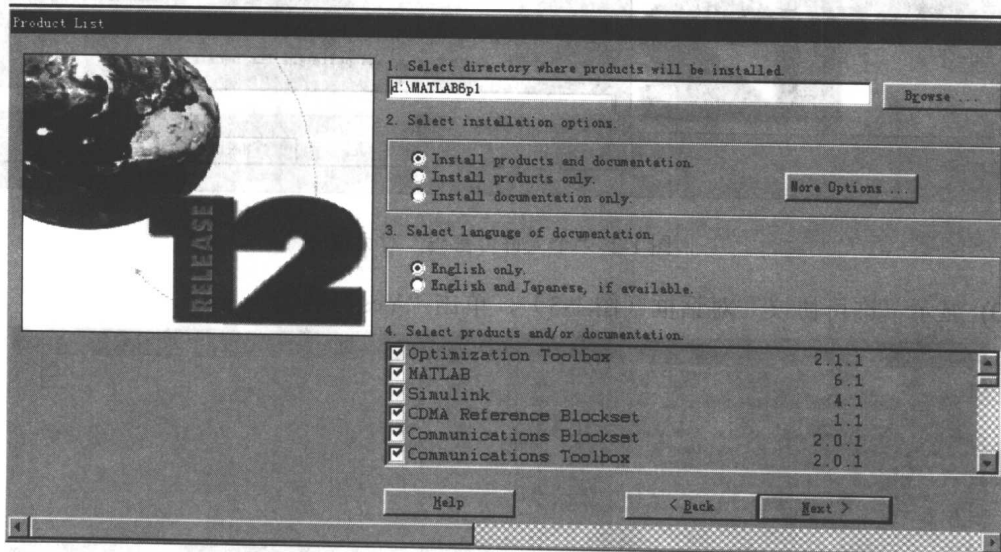 Product List
RELEASE
12
1. Select directory where products will be installed.
d:\MATLAB6p1
Browse ...
2. Select installation options.
Install products and documentation.
Install products only.
Install documentation only.
More Options ...
3. Select language of documentation.
English only.
English and Japanese, if available.
4. Select products and/or documentation.
Optimization Toolbox 2.1.1
MATLAB 6.1
Simulink 4.1
CDMA Reference Blockset 1.1
Communications Blockset 2.0.1
Communications Toolbox 2.0.1
Help
< Back
Next >